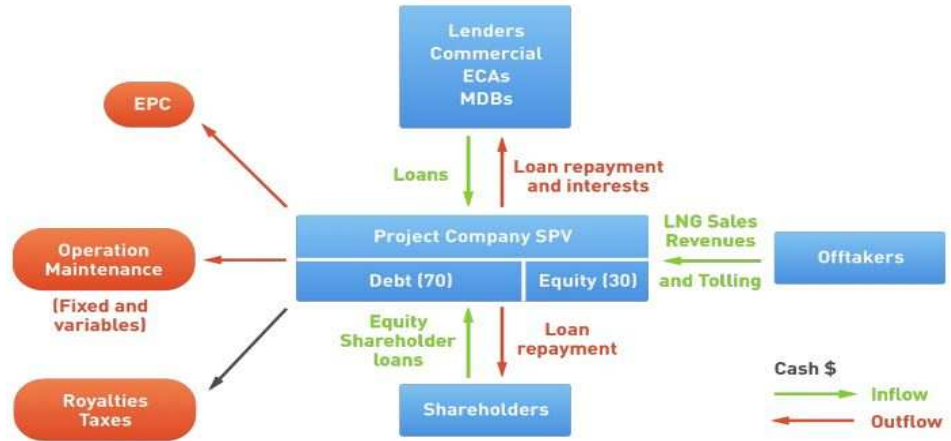 Lenders
Commercial
ECAs
MDBs
EPC
Loans
Loan repayment
and interests
Project Company SPV
Debt (70)
Equity (30)
LNG Sales
Revenues
and Tolling
Offtakers
Operation
Maintenance
(Fixed and
variables)
Equity
Shareholder
loans
Loan
repayment
Royalties
Taxes
Shareholders
Cash $
Inflow
Outflow